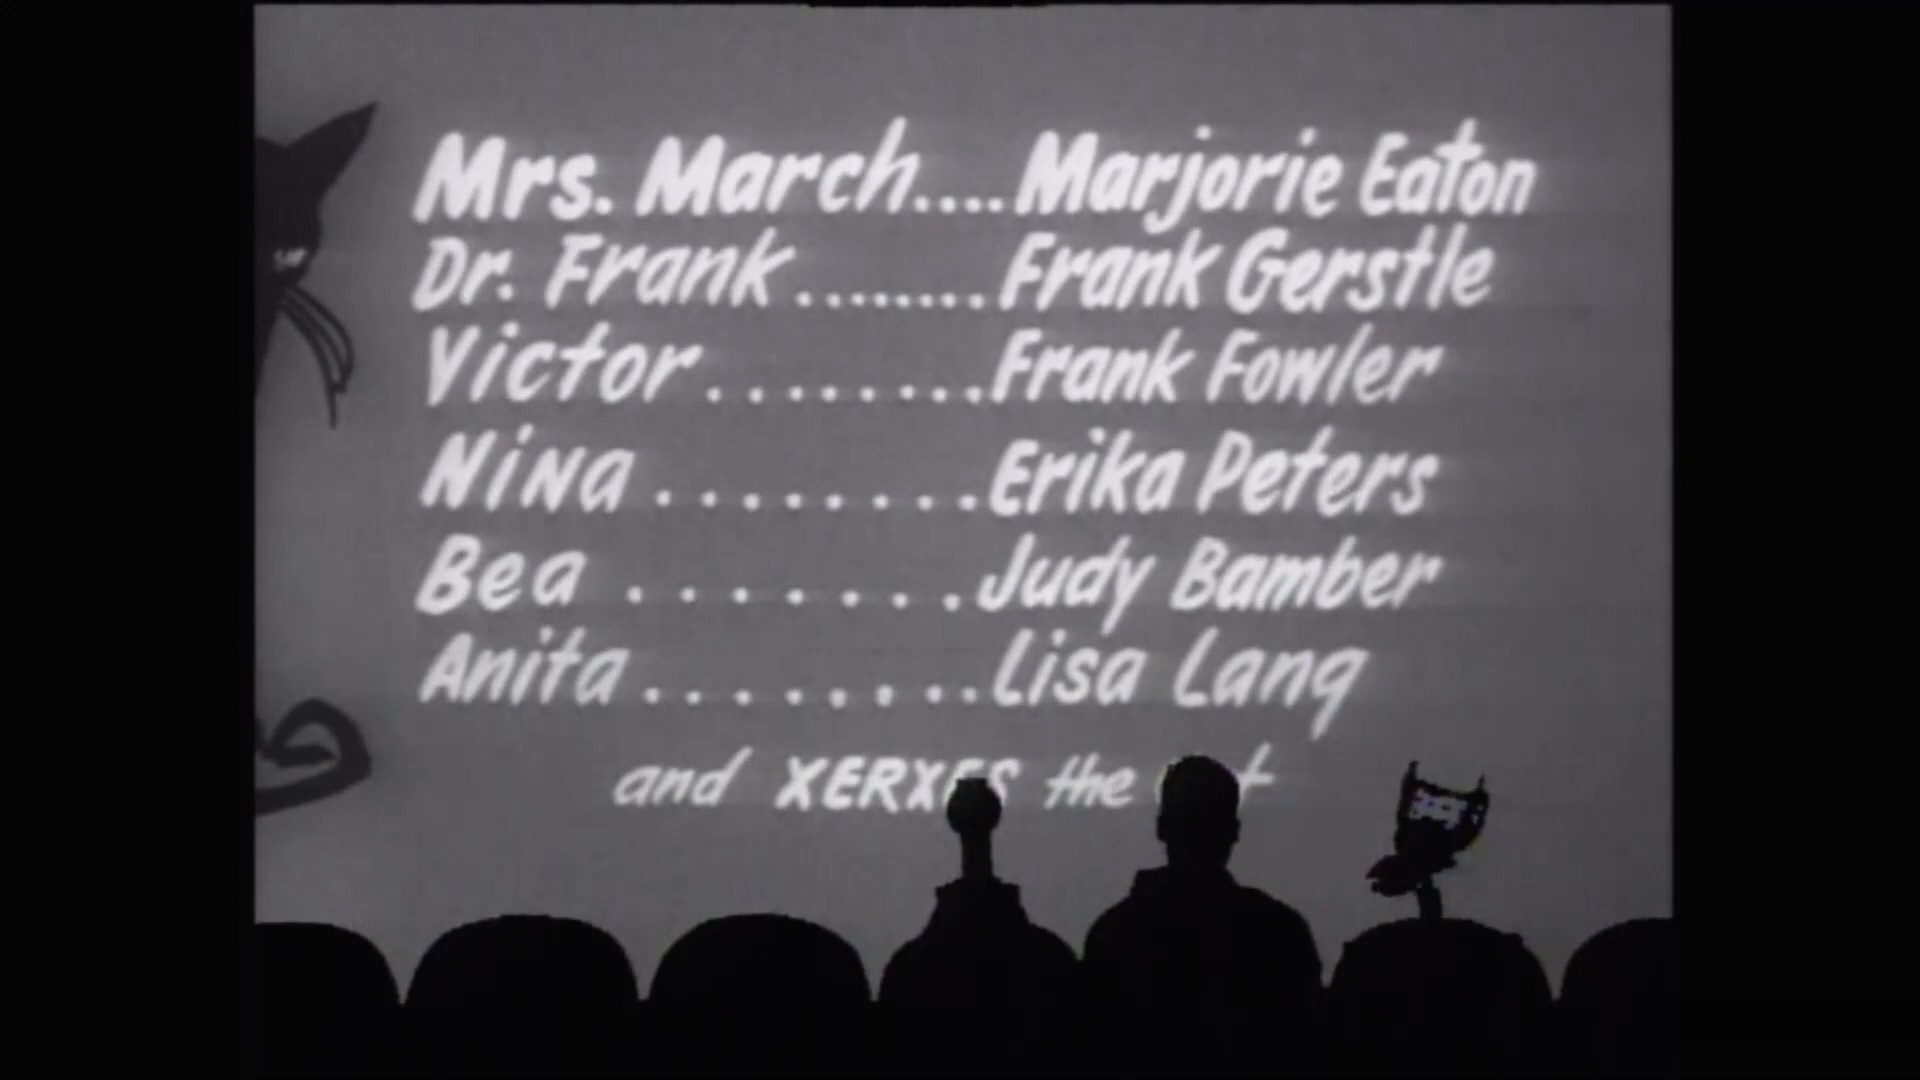 Mrs. March....Marjorie Eaton
Dr. Frank........Frank Gerstle
Victor........Frank Fowler
Nina........Erika Peters
Bea.......Judy Bamber
Anita........Lisa Lang
and XERXES the